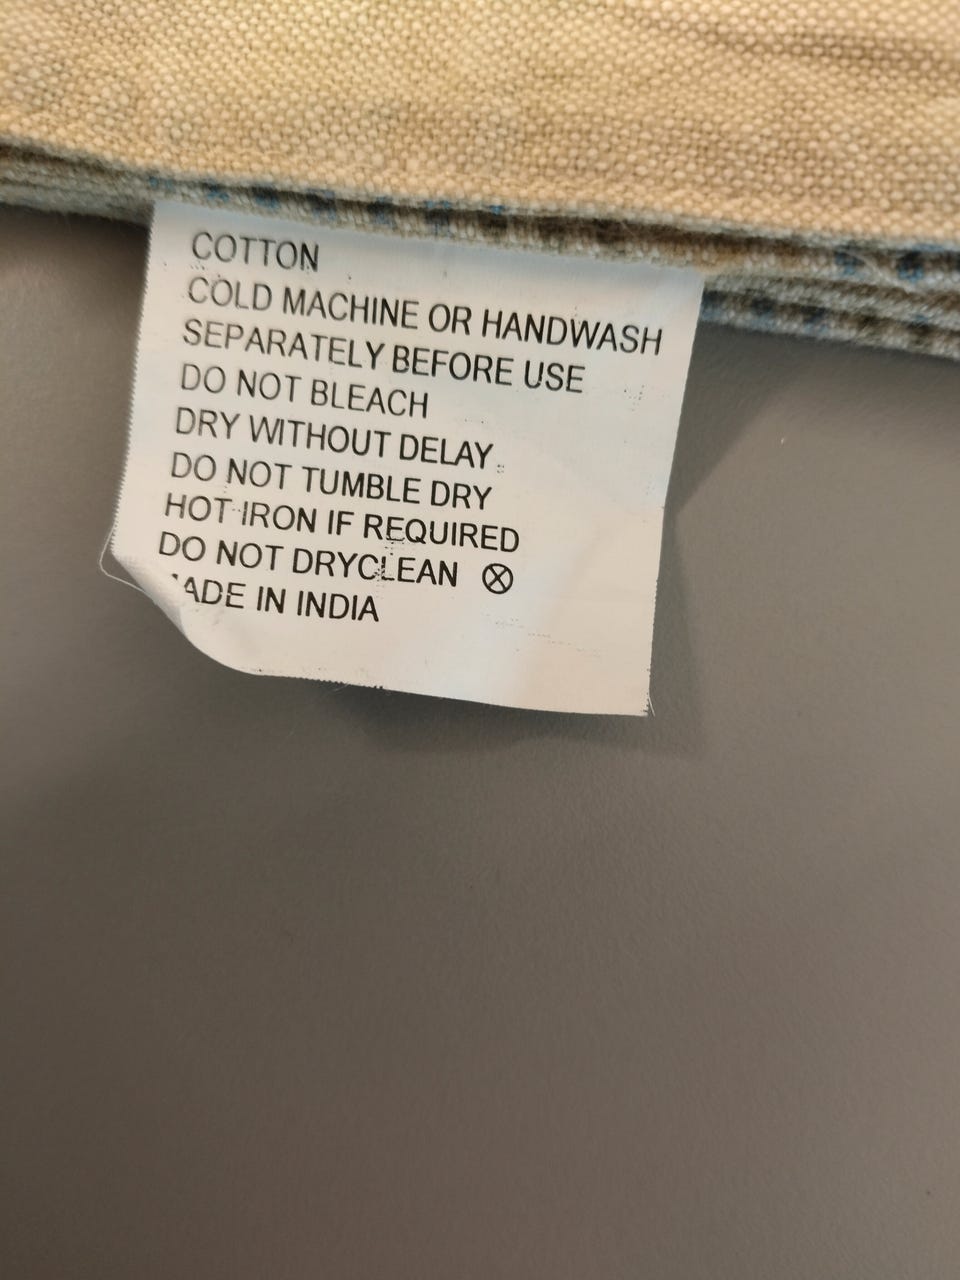 COTTON
COLD MACHINE OR HANDWASH
SEPARATELY BEFORE USE
DO NOT BLEACH
DRY WITHOUT DELAY
DO NOT TUMBLE DRY
HOT IRON IF REQUIRED
DO NOT DRYCLEAN ⓧ
MADE IN INDIA